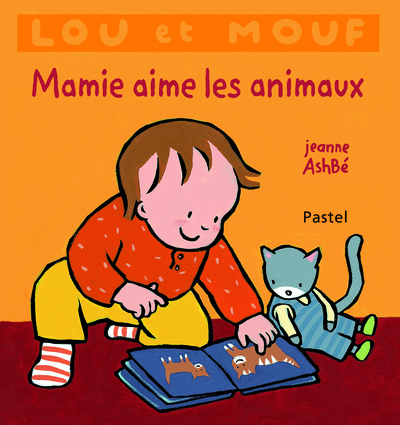 LOU et MOUF
Mamie aime les animaux
jeanne
AshBé
Pastel